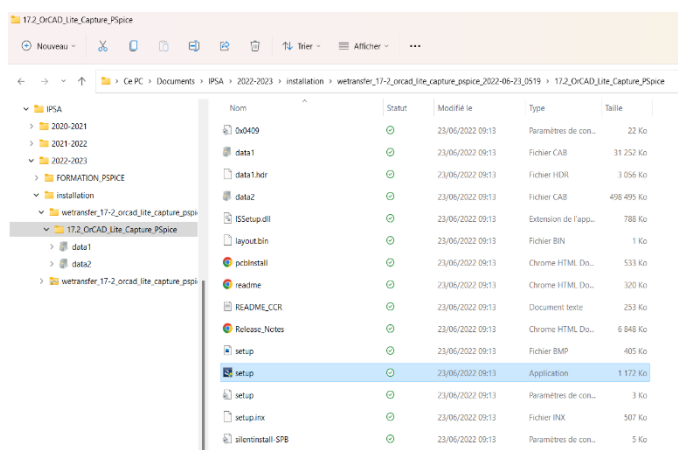 17.2_OrCAD_Lite_Capture_PSpice
Nouveau Trier Afficher ...
Ce PC > Documents > IPSA > 2022-2023 > installation > wetransfer_17-2_orcad_lite_capture_pspice_2022-06-23_0519 > 17.2_OrCAD_Lite_Capture_PSpice
IPSA
2020-2021
2021-2022
2022-2023
FORMATION_PSPICE
installation
wetransfer_17-2_orcad_lite_capture_pspi
17.2_OrCAD_Lite_Capture_PSpice
data1
data2
wetransfer_17-2_orcad_lite_capture_pspi
Nom Statut Modifié le Type Taille
0x0409 23/06/2022 09:13 Paramètres de con... 22 Ko
data1 23/06/2022 09:13 Fichier CAB 31 252 Ko
data1.hdr 23/06/2022 09:13 Fichier HDR 3 056 Ko
data2 23/06/2022 09:13 Fichier CAB 498 495 Ko
ISSetup.dll 23/06/2022 09:13 Extension de l'app... 788 Ko
layout.bin 23/06/2022 09:13 Fichier BIN 1 Ko
pcbinstall 23/06/2022 09:13 Chrome HTML Do... 533 Ko
readme 23/06/2022 09:13 Chrome HTML Do... 320 Ko
README_CCR 23/06/2022 09:13 Document texte 253 Ko
Release_Notes 23/06/2022 09:13 Chrome HTML Do... 6 848 Ko
setup 23/06/2022 09:13 Fichier BMP 405 Ko
setup 23/06/2022 09:13 Application 1 172 Ko
setup 23/06/2022 09:13 Paramètres de con... 3 Ko
setup.inx 23/06/2022 09:13 Fichier INX 507 Ko
silentinstall-SPB 23/06/2022 09:13 Paramètres de con... 5 Ko